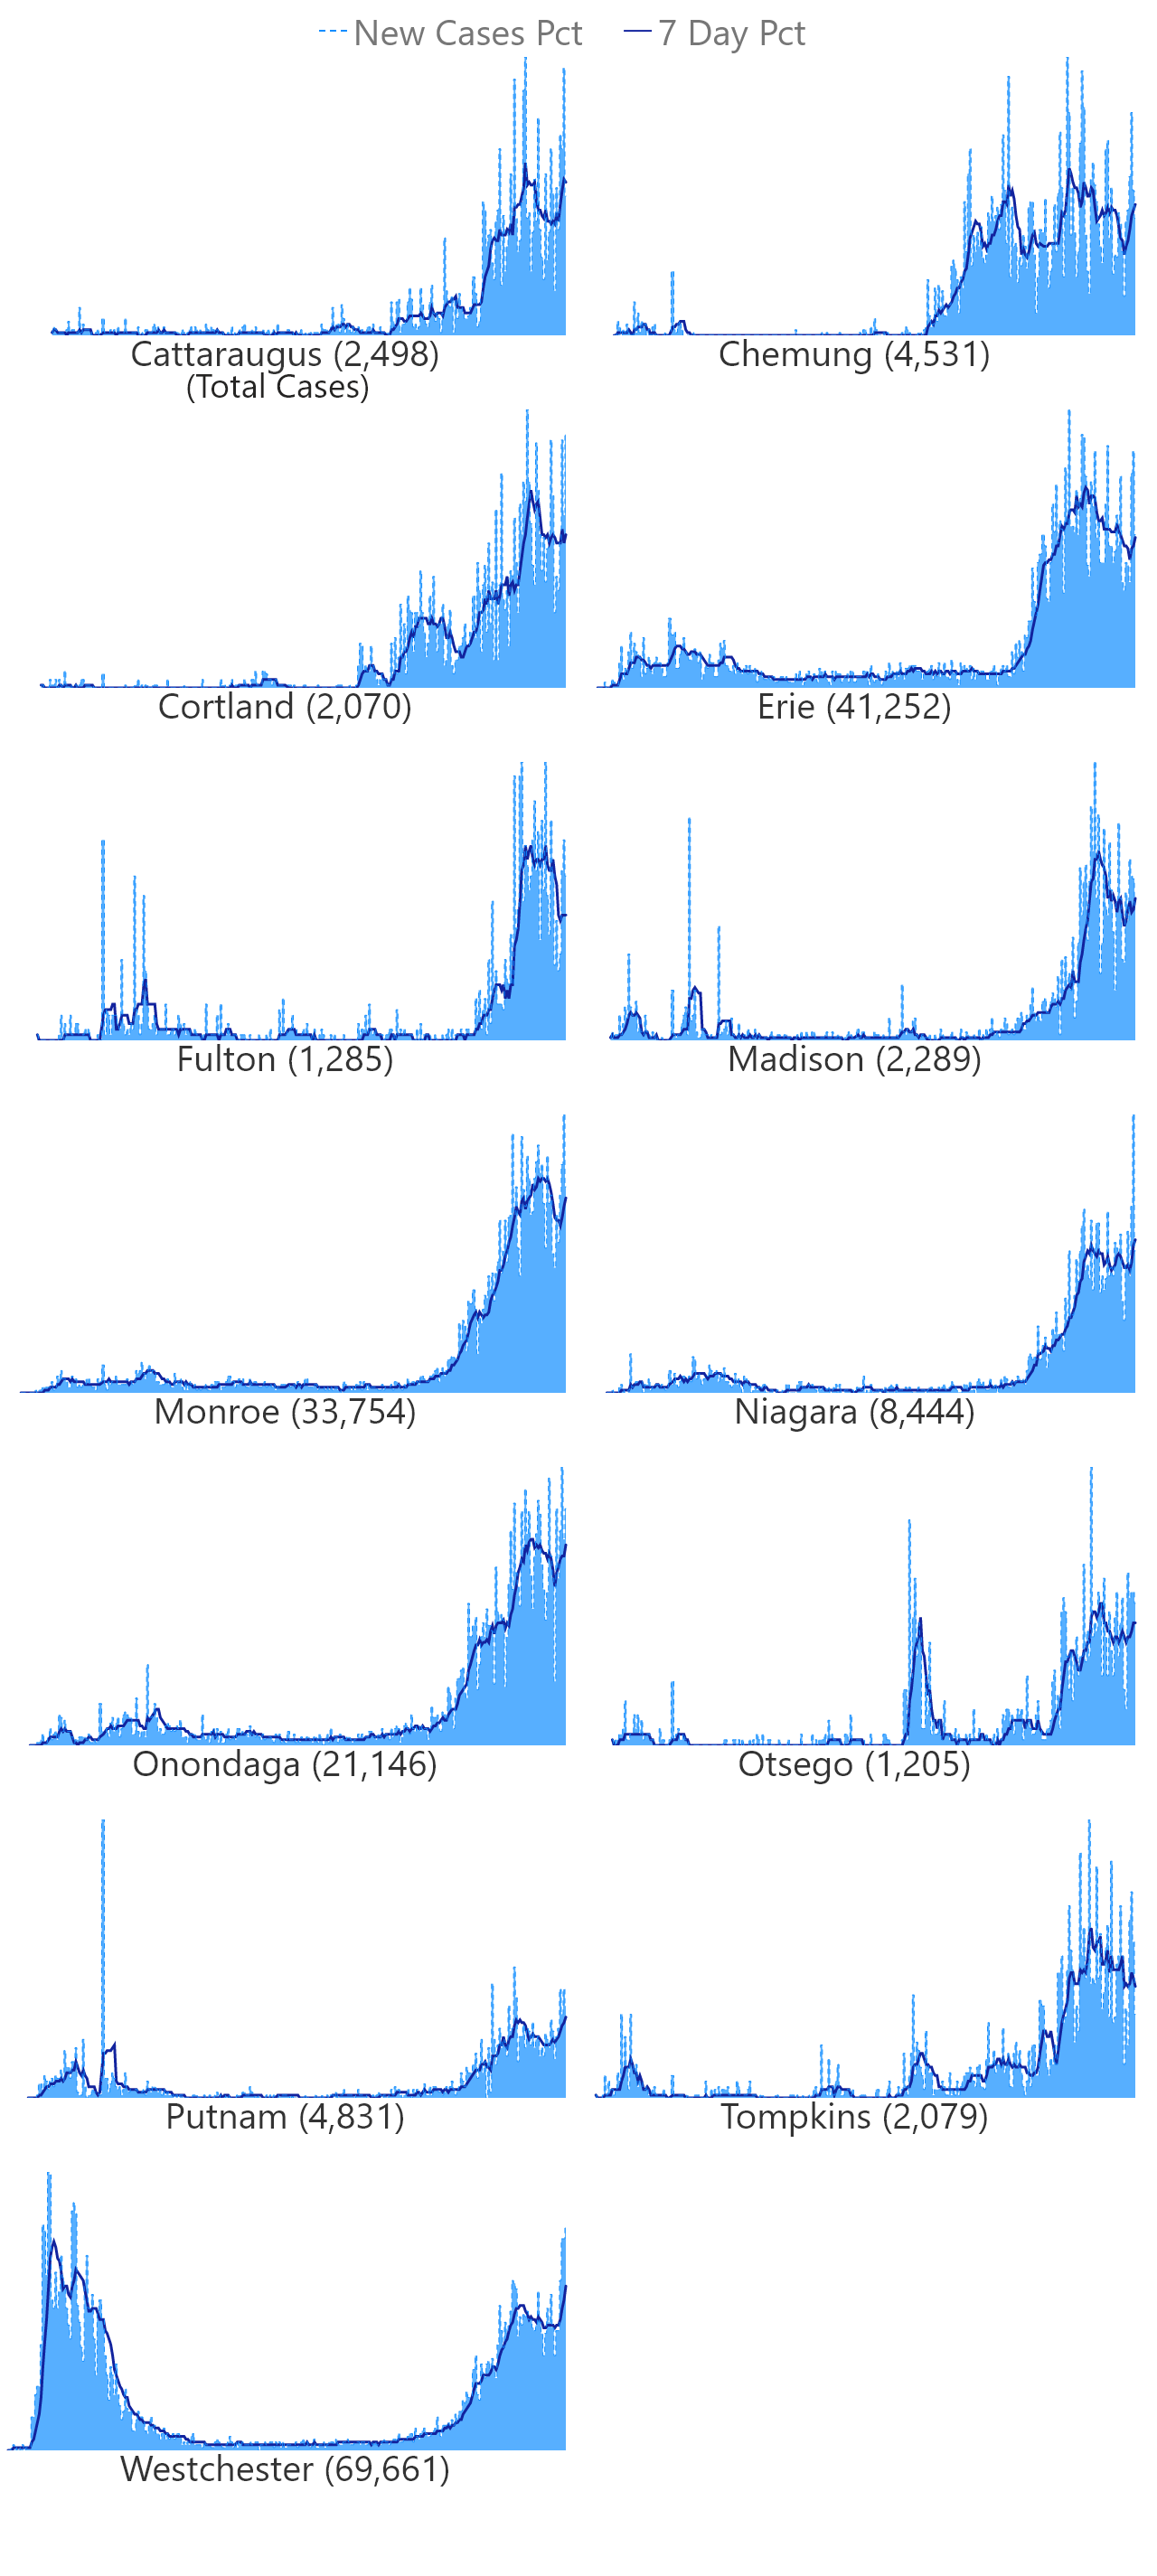 New Cases Pct 7 Day Pct
Cattaraugus (2,498)
(Total Cases)
Chemung (4,531)
Cortland (2,070)
Erie (41,252)
Fulton (1,285)
Madison (2,289)
Monroe (33,754)
Niagara (8,444)
Onondaga (21,146)
Otsego (1,205)
Putnam (4,831)
Tompkins (2,079)
Westchester (69,661)